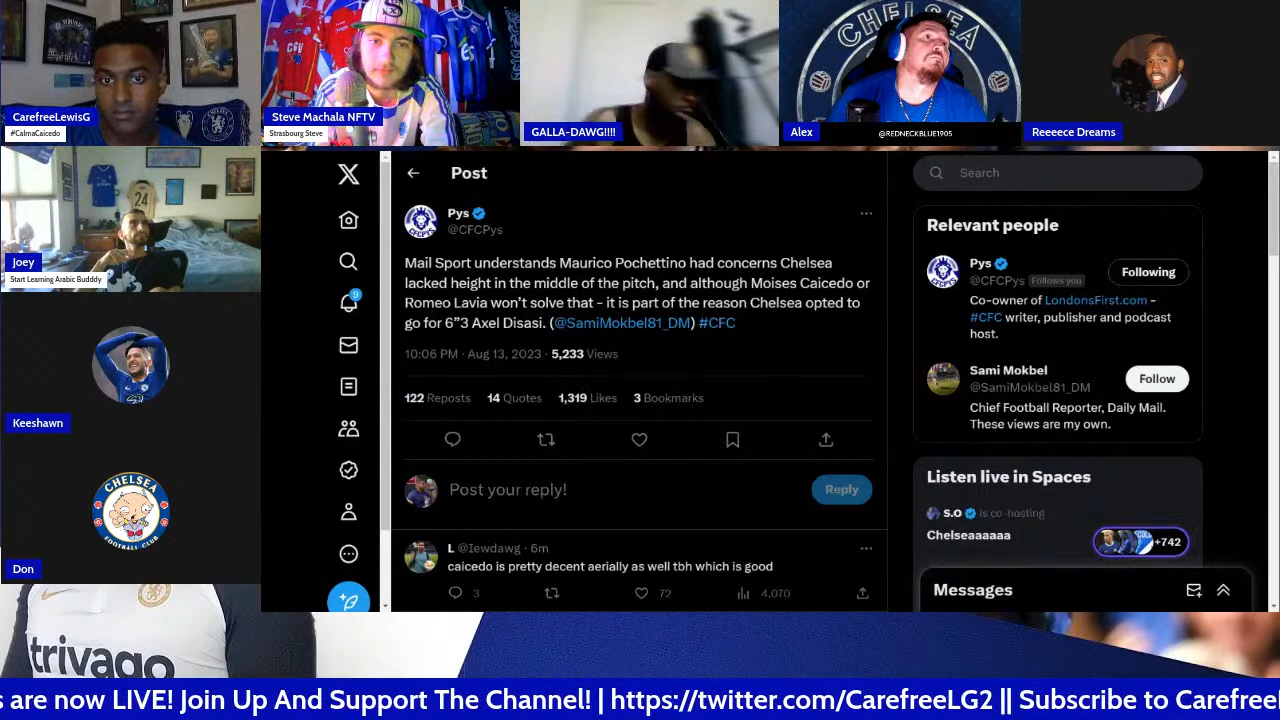 CarefreeLewisG
#CalmaCaicedo
Steve Machala NFTV
Strasbourg Steve
GALLA-DAWG!!!!
CHELSEA
Alex
@REDNECKBLUE1905
Reeeece Dreams
24
Joey
Start Learning Arabic Budddy
Keeshawn
CHELSEA
FOOTBALL CLUB
Don
Post
Pys
@CFCPys
Mail Sport understands Maurico Pochettino had concerns Chelsea
lacked height in the middle of the pitch, and although Moises Caicedo or
Romeo Lavia won't solve that – it is part of the reason Chelsea opted to
go for 6”3 Axel Disasi. (@SamiMokbel81_DM) #CFC
10:06 PM · Aug 13, 2023 · 5,233 Views
122 Reposts 14 Quotes 1,319 Likes 3 Bookmarks
Post your reply!
Reply
L @lewdawg · 6m
caicedo is pretty decent aerially as well tbh which is good
3 72 4,070
9
Search
Relevant people
Pys
@CFCPys Follows you
Following
Co-owner of LondonsFirst.com -
#CFC writer, publisher and podcast
host.
Sami Mokbel
@SamiMokbel81_DM
Follow
Chief Football Reporter, Daily Mail.
These views are my own.
Listen live in Spaces
S.O is co-hosting
Chelseaaaaaa
+742
Messages
trivago
s are now LIVE! Join Up And Support The Channel! | https://twitter.com/CarefreeLG2 || Subscribe to Carefree